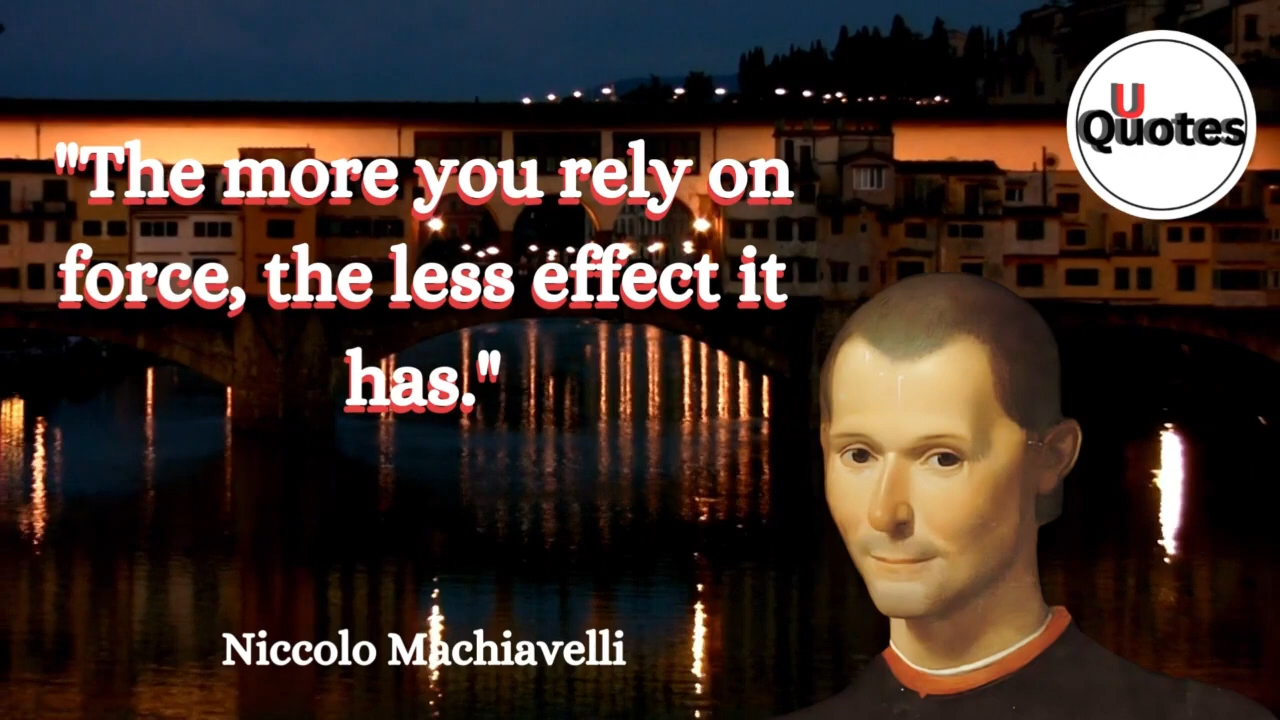 U
Quotes
"The more you rely on
force, the less effect it
has."
Niccolo Machiavelli